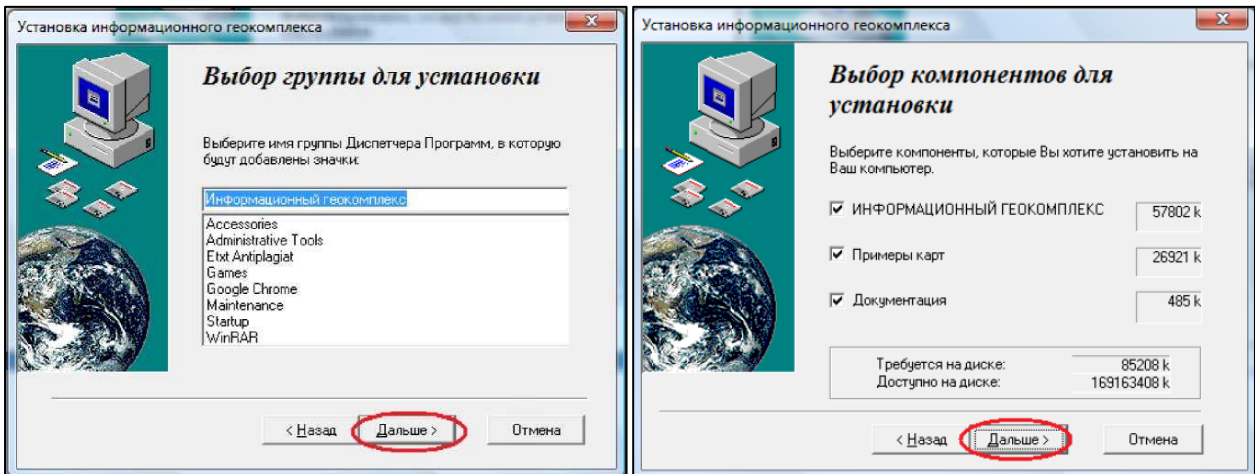 Установка информационного геокомплекса
Выбор группы для установки
Выберите имя группы Диспетчера Программ, в которую
будут добавлены значки:
Информационный геокомплекс
Accessories
Administrative Tools
Etxt Antiplagiat
Games
Google Chrome
Maintenance
Startup
WinRAR
< Назад
Дальше >
Отмена
Установка информационного геокомплекса
Выбор компонентов для
установки
Выберите компоненты, которые Вы хотите установить на
Ваш компьютер.
ИНФОРМАЦИОННЫЙ ГЕОКОМПЛЕКС 57802 k
Примеры карт 26921 k
Документация 485 k
Требуется на диске: 85208 k
Доступно на диске: 169163408 k
< Назад
Дальше >
Отмена